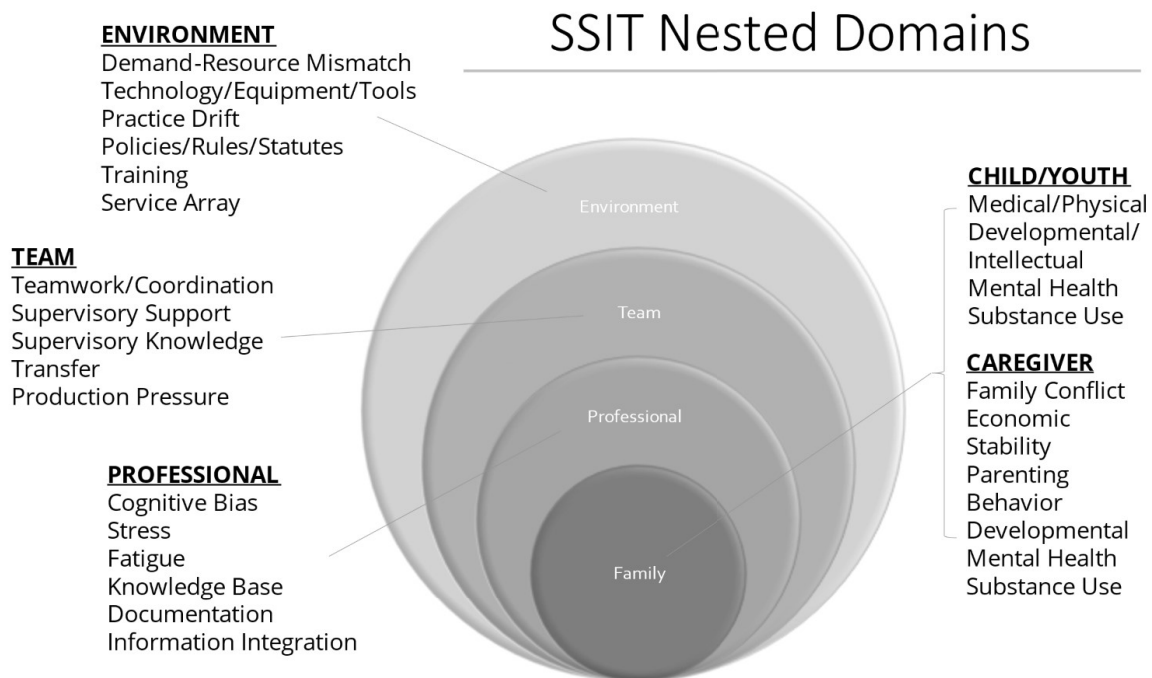 SSIT Nested Domains
ENVIRONMENT
Demand-Resource Mismatch
Technology/Equipment/Tools
Practice Drift
Policies/Rules/Statutes
Training
Service Array
TEAM
Teamwork/Coordination
Supervisory Support
Supervisory Knowledge
Transfer
Production Pressure
PROFESSIONAL
Cognitive Bias
Stress
Fatigue
Knowledge Base
Documentation
Information Integration
Environment
Team
Professional
Family
CHILD/YOUTH
Medical/Physical
Developmental/
Intellectual
Mental Health
Substance Use
CAREGIVER
Family Conflict
Economic
Stability
Parenting
Behavior
Developmental
Mental Health
Substance Use